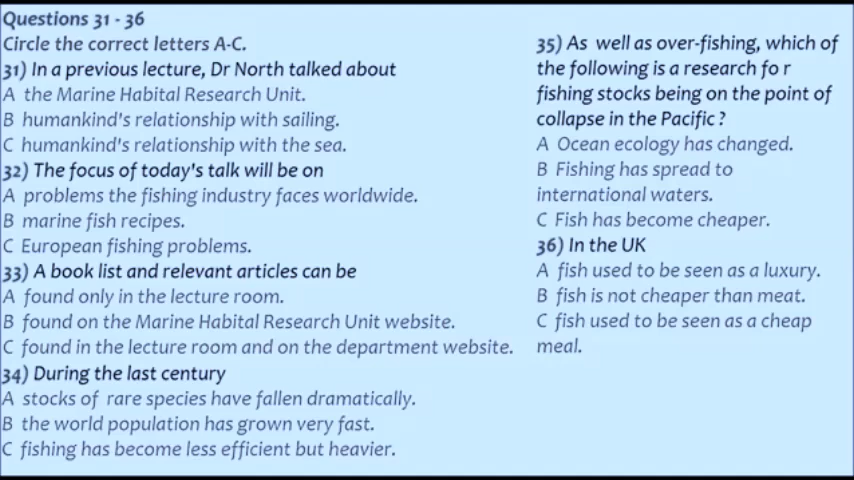 Questions 31 - 36
Circle the correct letters A-C.
31) In a previous lecture, Dr North talked about
A the Marine Habital Research Unit.
B humankind's relationship with sailing.
C humankind's relationship with the sea.
32) The focus of today's talk will be on
A problems the fishing industry faces worldwide.
B marine fish recipes.
C European fishing problems.
33) A book list and relevant articles can be
A found only in the lecture room.
B found on the Marine Habital Research Unit website.
C found in the lecture room and on the department website.
34) During the last century
A stocks of rare species have fallen dramatically.
B the world population has grown very fast.
C fishing has become less efficient but heavier.
35) As well as over-fishing, which of
the following is a research fo r
fishing stocks being on the point of
collapse in the Pacific ?
A Ocean ecology has changed.
B Fishing has spread to
international waters.
C Fish has become cheaper.
36) In the UK
A fish used to be seen as a luxury.
B fish is not cheaper than meat.
C fish used to be seen as a cheap
meal.